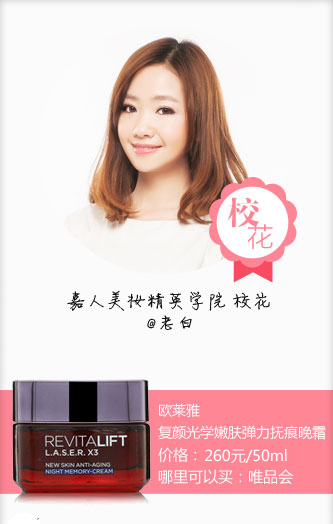 校
花
嘉人美妆精英学院 校花
@老白
REVITALIFT
L.A.S.E.R. X3
NEW SKIN ANTI-AGING
NIGHT MEMORY-CREAM
欧莱雅
复颜光学嫩肤弹力抚痕晚霜
价格：260元/50ml
哪里可以买：唯品会